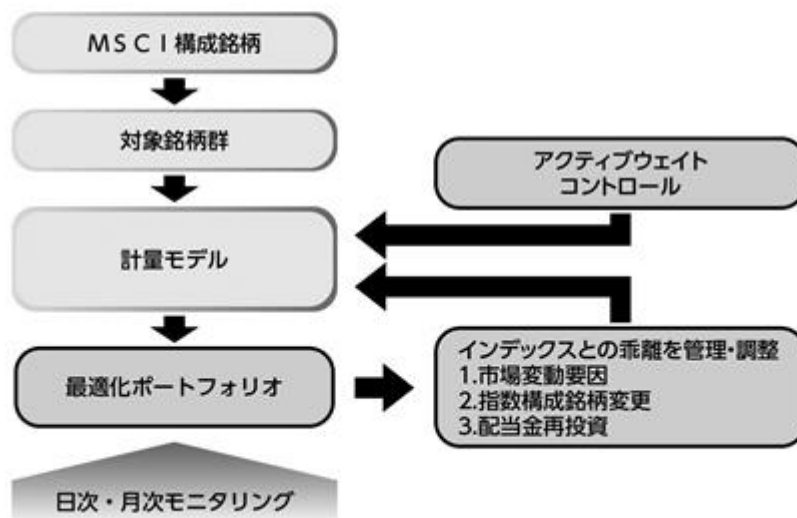 MSCI構成銘柄
対象銘柄群
アクティブウェイト
コントロール
計量モデル
最適化ポートフォリオ
インデックスとの乖離を管理・調整
1.市場変動要因
2.指数構成銘柄変更
3.配当金再投資
日次・月次モニタリング